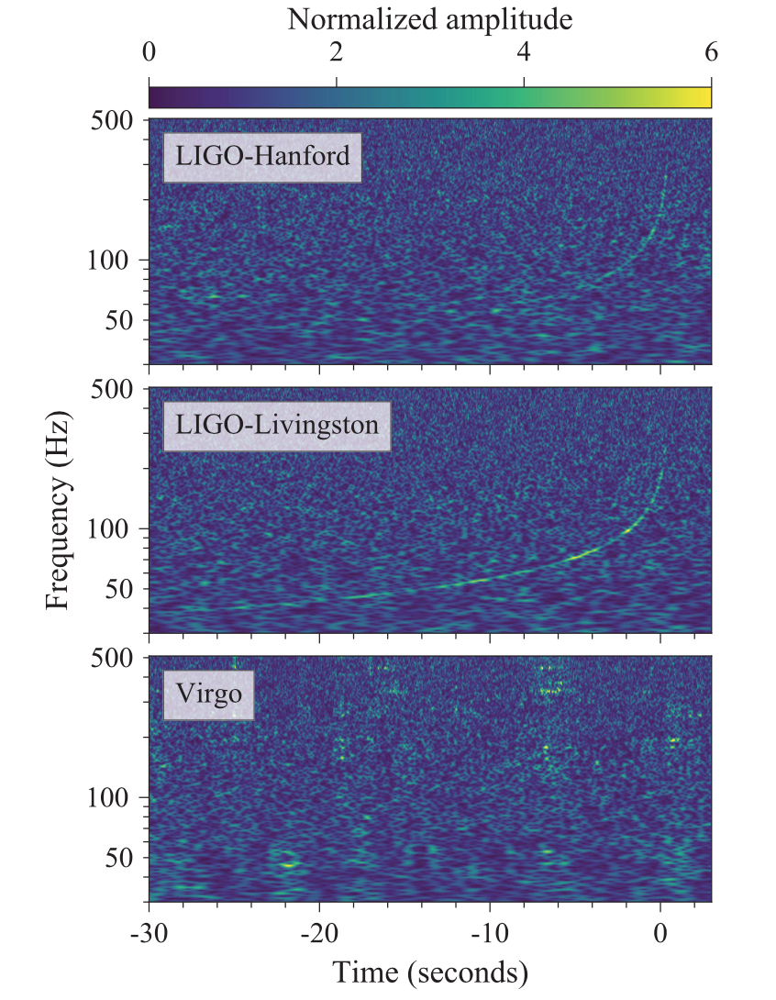 Normalized amplitude
0 2 4 6
500
LIGO-Hanford
100
50
500
LIGO-Livingston
Frequency (Hz)
100
50
500
Virgo
100
50
-30 -20 -10 0
Time (seconds)